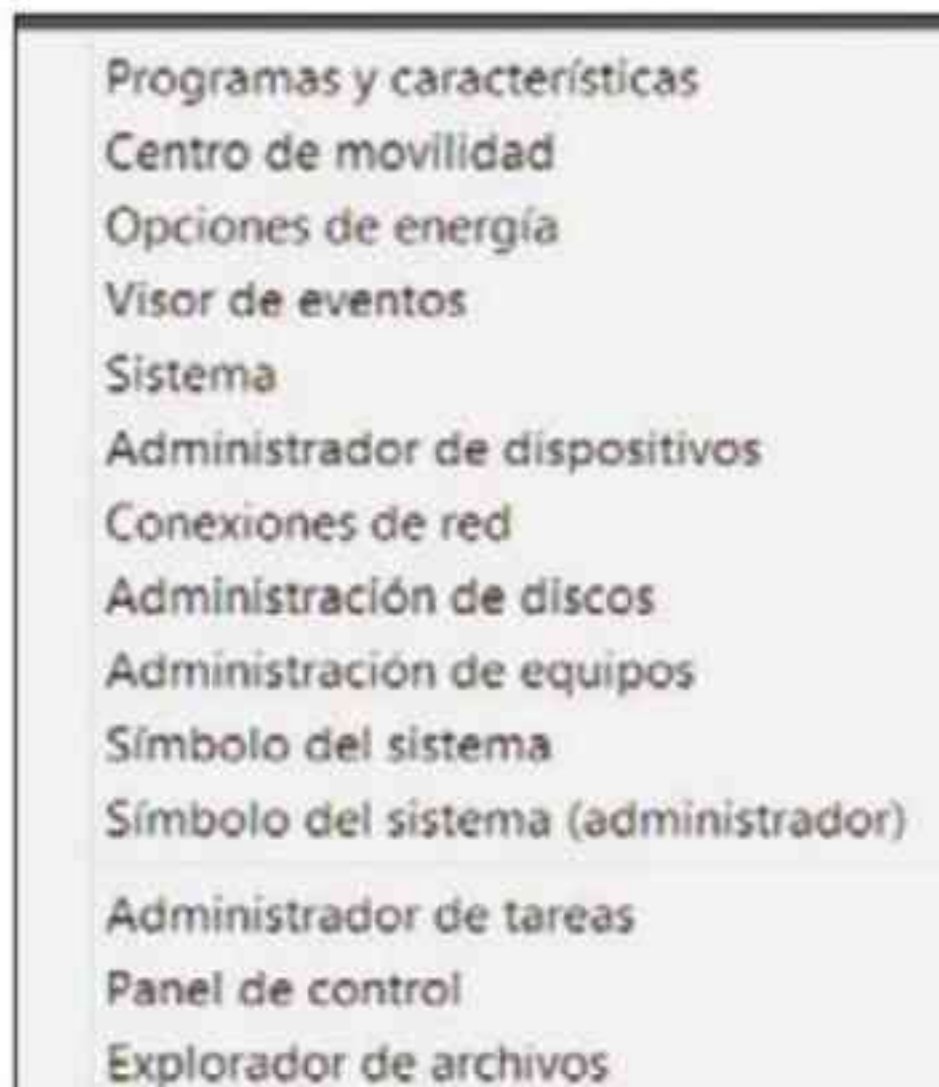 Programas y características
Centro de movilidad
Opciones de energía
Visor de eventos
Sistema
Administrador de dispositivos
Conexiones de red
Administración de discos
Administración de equipos
Símbolo del sistema
Símbolo del sistema (administrador)
Administrador de tareas
Panel de control
Explorador de archivos